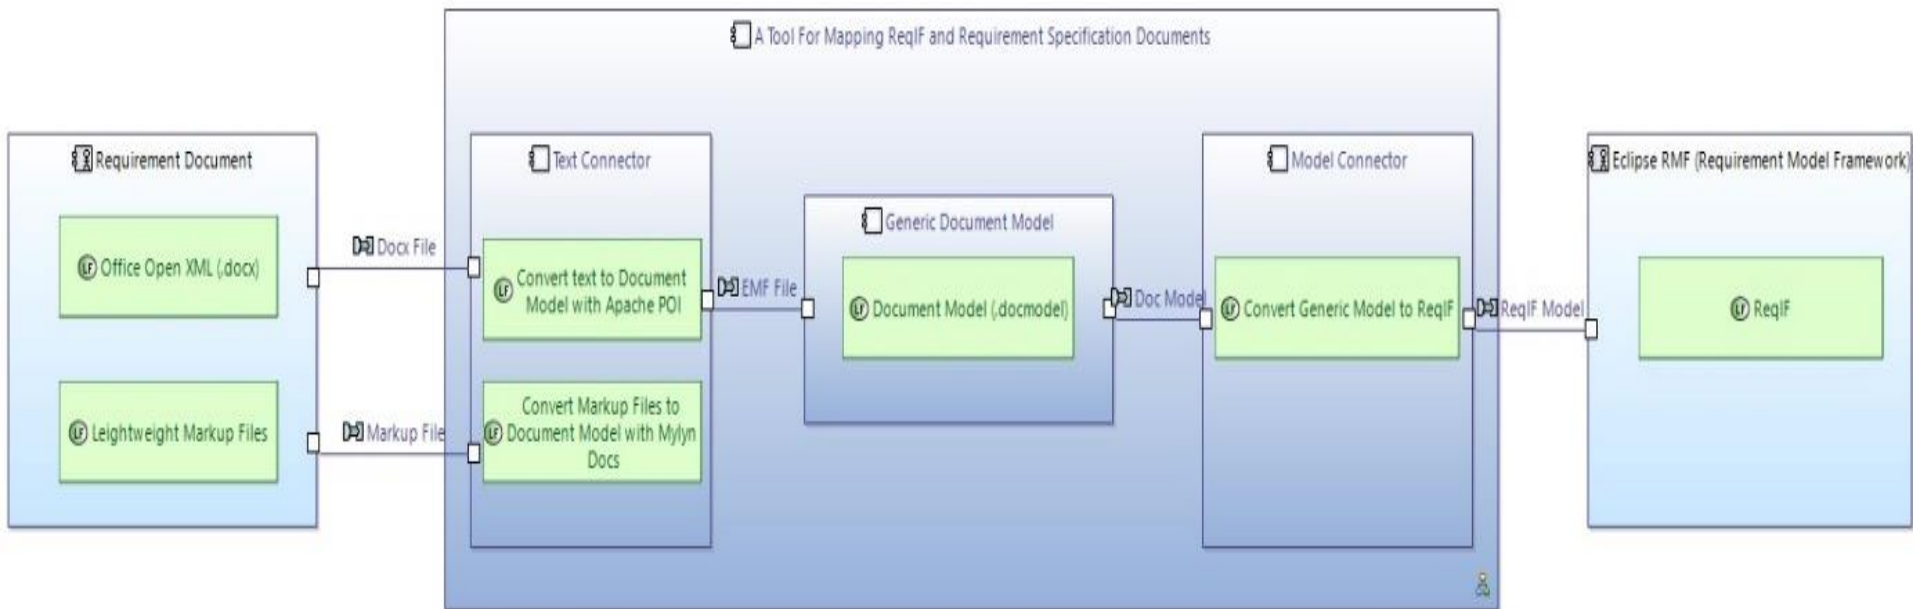 A Tool For Mapping ReqIF and Requirement Specification Documents
Requirement Document
Office Open XML (.docx)
Leightweight Markup Files
Docx File
Markup File
Text Connector
Convert text to Document
Model with Apache POI
Convert Markup Files to
Document Model with Mylyn
Docs
EMF File
Generic Document Model
Document Model (.docmodel)
Doc Model
Model Connector
Convert Generic Model to ReqIF
ReqIF Model
Eclipse RMF (Requirement Model Framework)
ReqIF